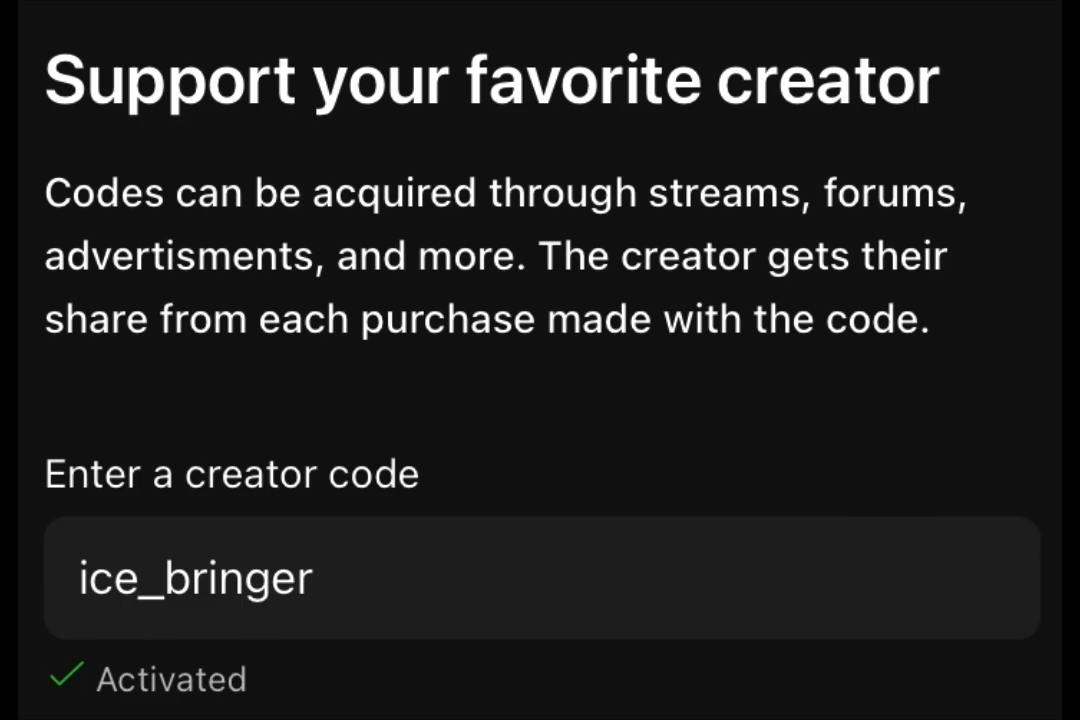 Support your favorite creator
Codes can be acquired through streams, forums,
advertisments, and more. The creator gets their
share from each purchase made with the code.
Enter a creator code
ice_bringer
Activated